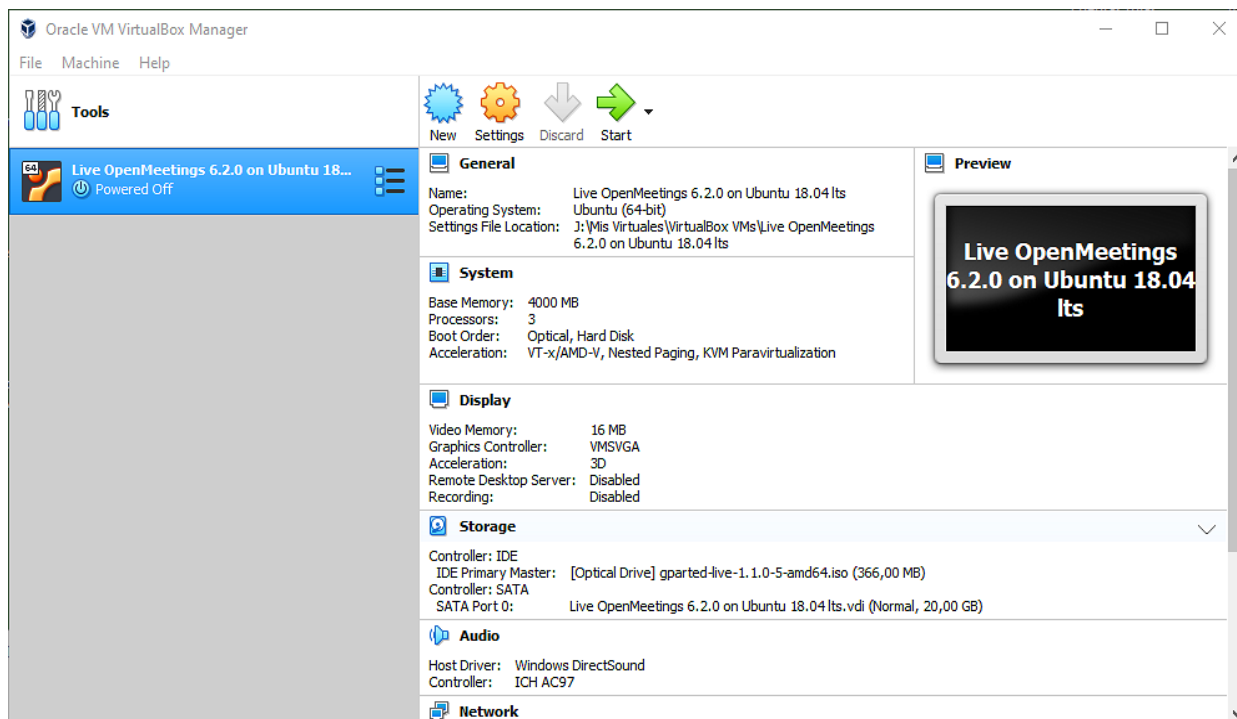 Oracle VM VirtualBox Manager
File Machine Help
Tools
New Settings Discard Start
64
Live OpenMeetings 6.2.0 on Ubuntu 18...
Powered Off
General
Name: Live OpenMeetings 6.2.0 on Ubuntu 18.04 lts
Operating System: Ubuntu (64-bit)
Settings File Location: J:\Mis Virtuales\VirtualBox VMs\Live OpenMeetings
6.2.0 on Ubuntu 18.04 lts
Preview
Live OpenMeetings
6.2.0 on Ubuntu 18.04
lts
System
Base Memory: 4000 MB
Processors: 3
Boot Order: Optical, Hard Disk
Acceleration: VT-x/AMD-V, Nested Paging, KVM Paravirtualization
Display
Video Memory: 16 MB
Graphics Controller: VMSVGA
Acceleration: 3D
Remote Desktop Server: Disabled
Recording: Disabled
Storage
Controller: IDE
IDE Primary Master: [Optical Drive] gparted-live-1.1.0-5-amd64.iso (366,00 MB)
Controller: SATA
SATA Port 0: Live OpenMeetings 6.2.0 on Ubuntu 18.04 lts.vdi (Normal, 20,00 GB)
Audio
Host Driver: Windows DirectSound
Controller: ICH AC97
Network